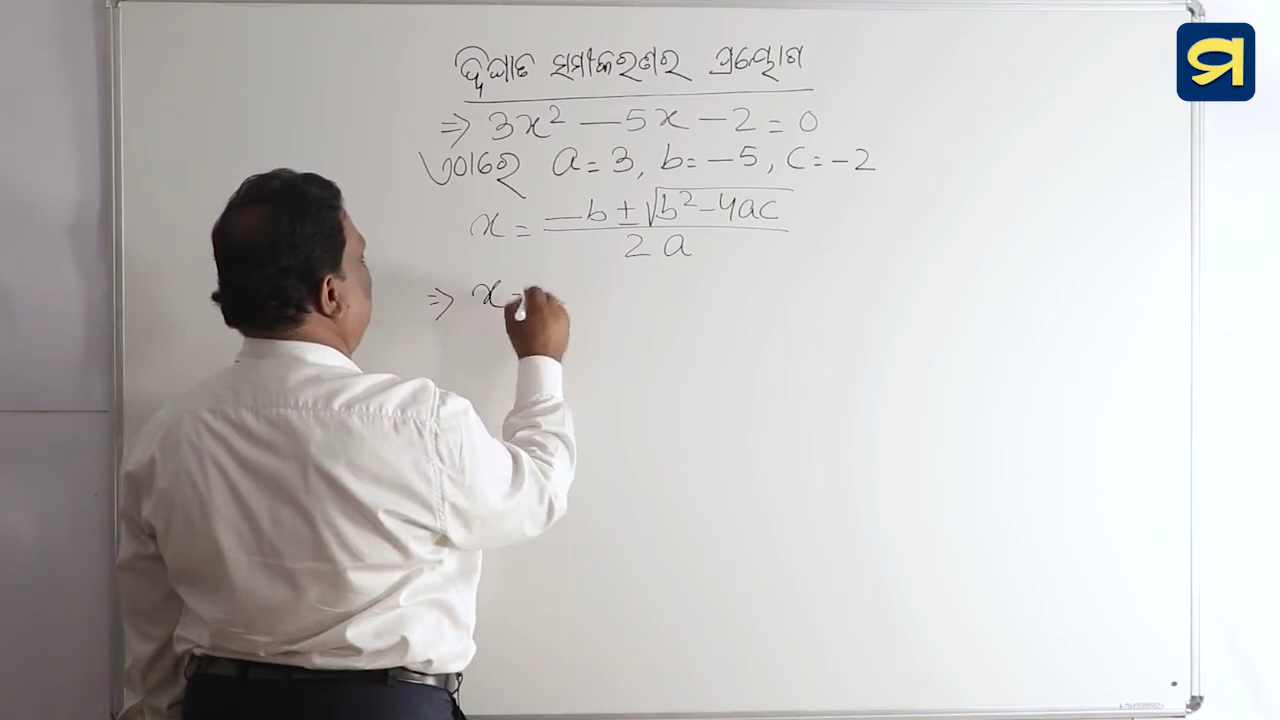 ଦ୍ୱିଘାତ ସମୀକରଣର ପ୍ରୟୋଗ
⇒ 3x² — 5x – 2 = 0
ଏଠାରେ a = 3, b = –5, c = –2
x = —b ± √b² – 4ac / 2a
⇒ x =
ମ